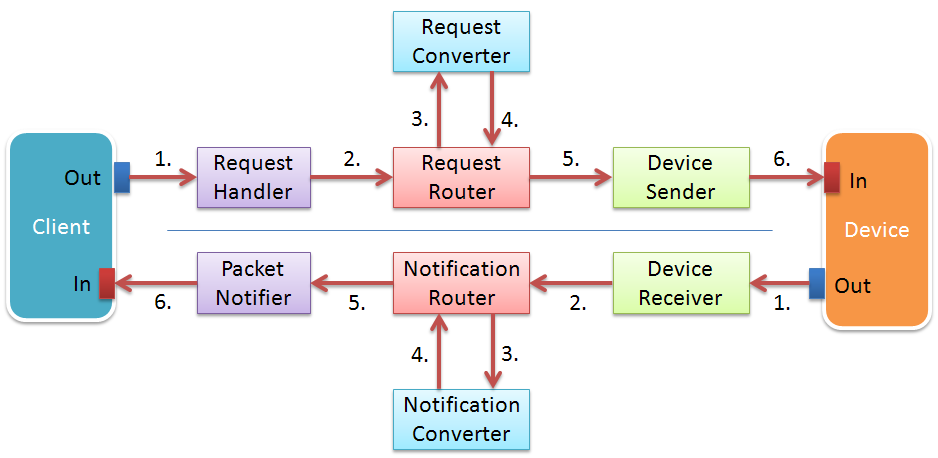 Request
Converter
3.
4.
Out
1.
Request
Handler
2.
Request
Router
5.
Device
Sender
6.
In
Client
Device
In
6.
Packet
Notifier
5.
Notification
Router
2.
Device
Receiver
1.
Out
4.
3.
Notification
Converter